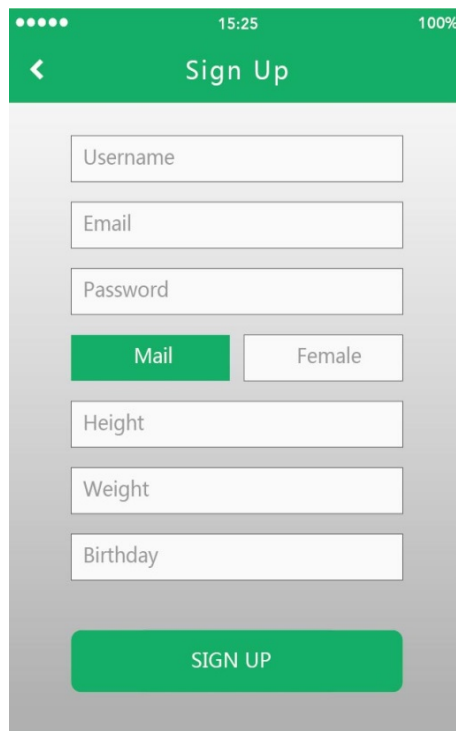 15:25 100%
Sign Up
Username
Email
Password
Mail Female
Height
Weight
Birthday
SIGN UP